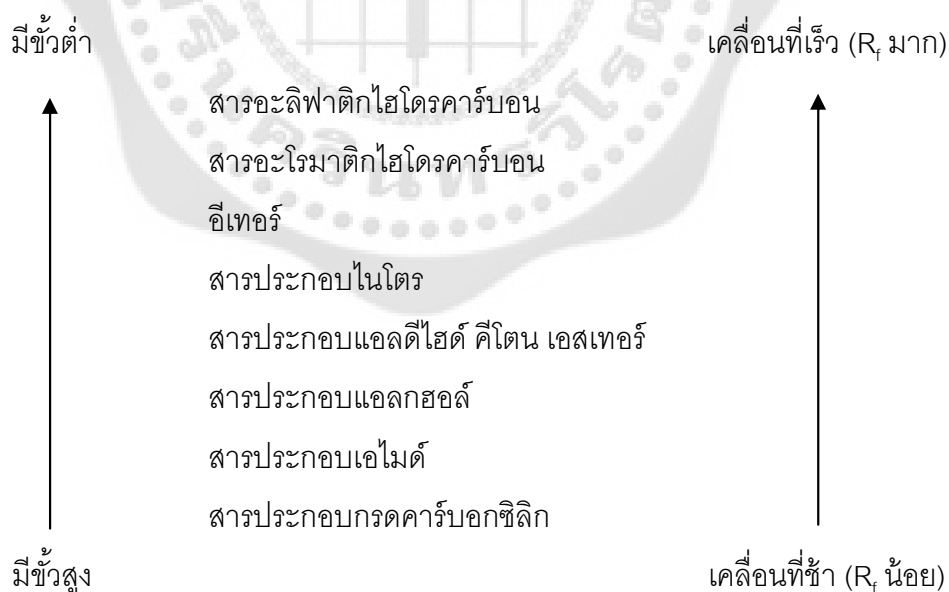 มีขั้วต่ำ เคลื่อนที่เร็ว (Rf มาก)
สารอะลิฟาติกไฮโดรคาร์บอน
สารอะโรมาติกไฮโดรคาร์บอน
อีเทอร์
สารประกอบไนโตร
สารประกอบแอลดีไฮด์ คีโตน เอสเทอร์
สารประกอบแอลกฮอล์
สารประกอบเอไมด์
สารประกอบกรดคาร์บอกซิลิก
มีขั้วสูง เคลื่อนที่ช้า (Rf น้อย)